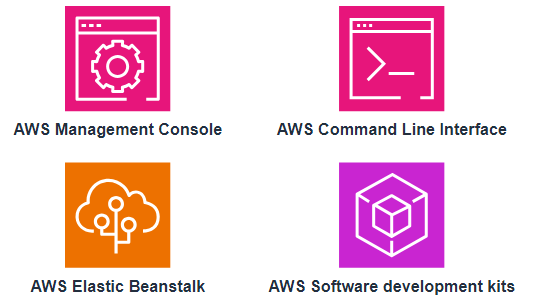 AWS Management Console
AWS Command Line Interface
AWS Elastic Beanstalk
AWS Software development kits